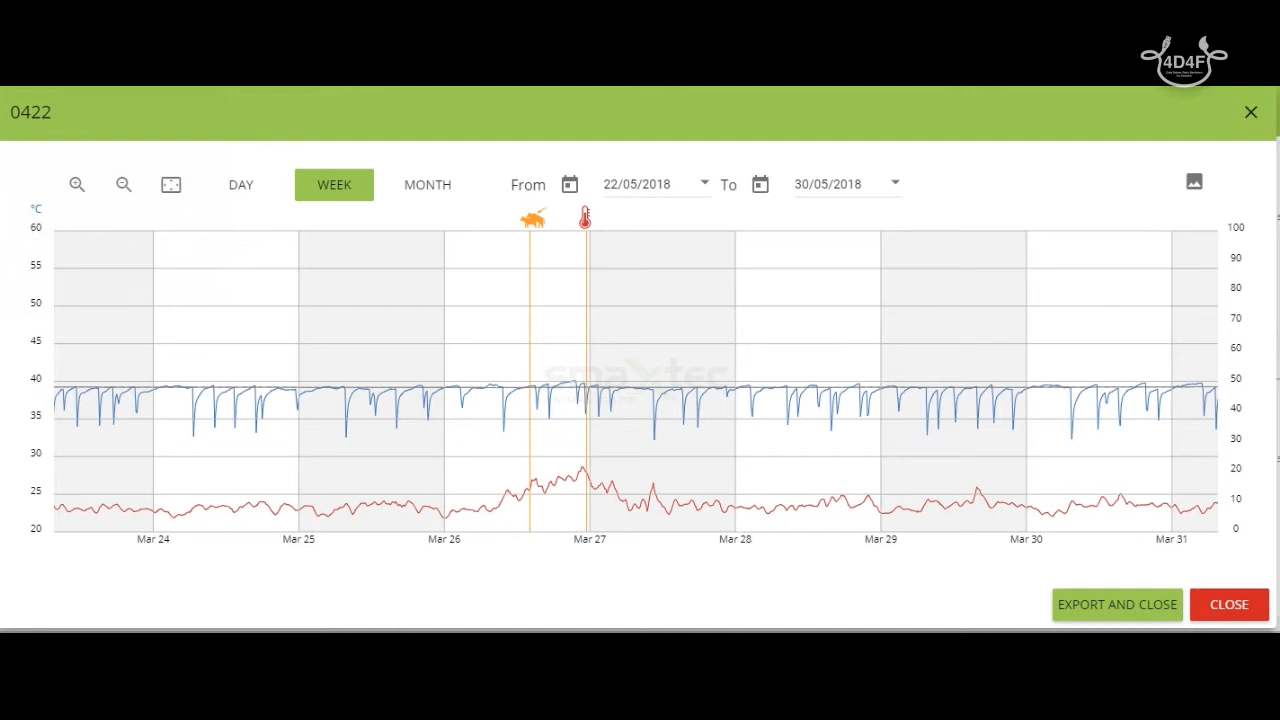 4D4F
0422
DAY
WEEK
MONTH
From
22/05/2018
To
30/05/2018
°C
60
55
50
45
40
35
30
25
20
100
90
80
70
60
50
40
30
20
10
0
smaxtec
Mar 24
Mar 25
Mar 26
Mar 27
Mar 28
Mar 29
Mar 30
Mar 31
EXPORT AND CLOSE
CLOSE